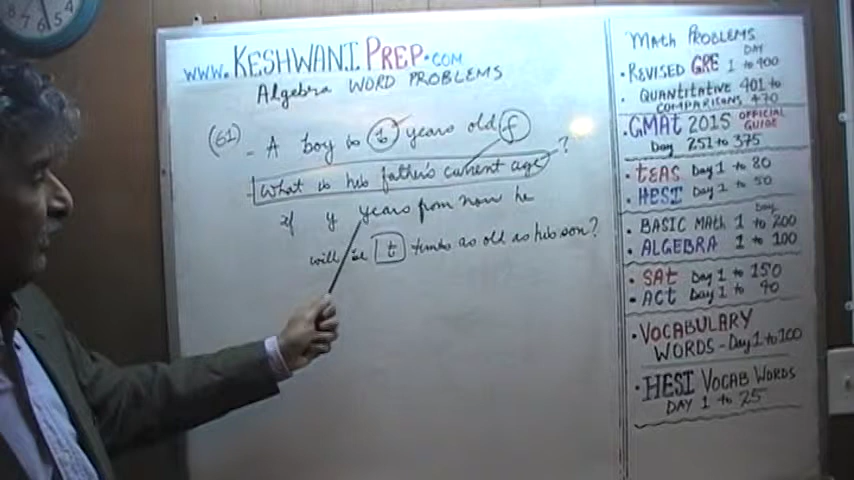 www.KESHWANI PREP.COM
Algebra WORD PROBLEMS
(61) - A boy is years old f
- What is his father's current age ?
if y years from now he
will be t times as old as his son?
MATH PROBLEMS
DAY
• REVISED GRE 1 to 400
• QUANTITATIVE 401 to
COMPARISONS 470
• GMAT 2015 OFFICIAL GUIDE
Day 251 to 375
• TEAS Day 1 to 80
• HESI Day 1 to 50
Day
• BASIC MATH 1 to 200
• ALGEBRA 1 to 100
• SAT Day 1 to 150
• ACT Day 1 to 40
• VOCABULARY
WORDS - Day 1 to 100
• HESI VOCAB WORDS
DAY 1 to 25
8 7 6 5 4